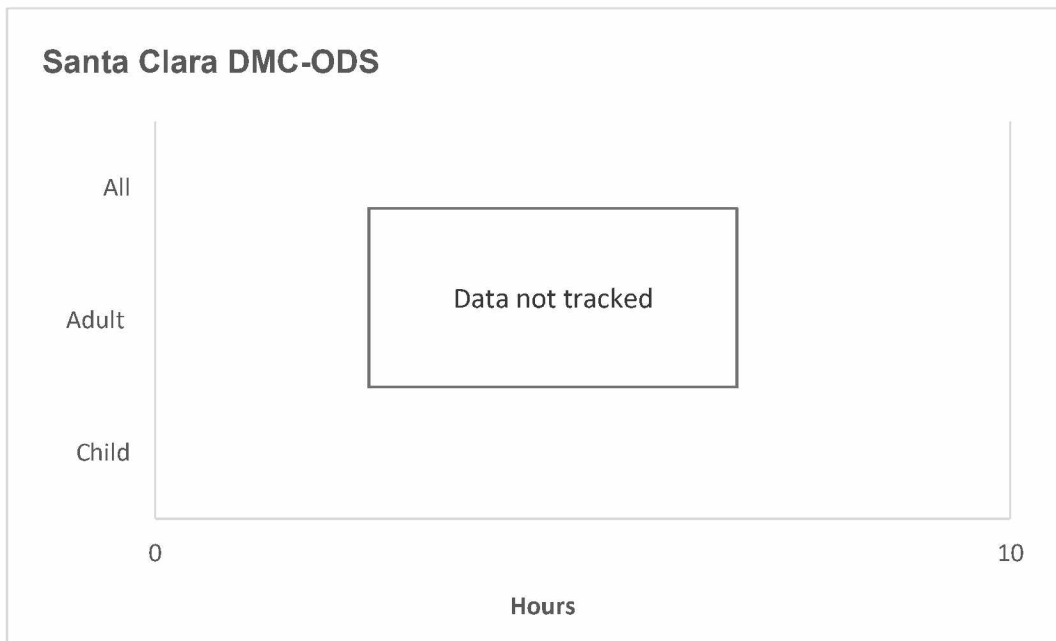 Santa Clara DMC-ODS
All
Data not tracked
Adult
Child
0 10
Hours